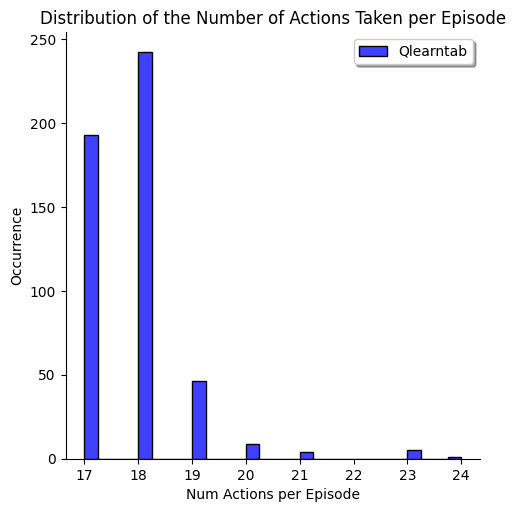 Distribution of the Number of Actions Taken per Episode
Qlearntab
250
200
150
100
50
0
Occurrence
17 18 19 20 21 22 23 24
Num Actions per Episode